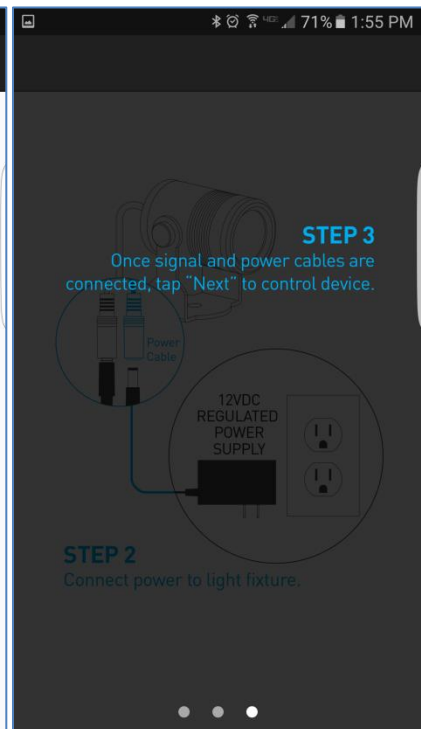 4G 71% 1:55 PM
STEP 3
Once signal and power cables are
connected, tap “Next” to control device.
Power
Cable
12VDC
REGULATED
POWER
SUPPLY
STEP 2
Connect power to light fixture.